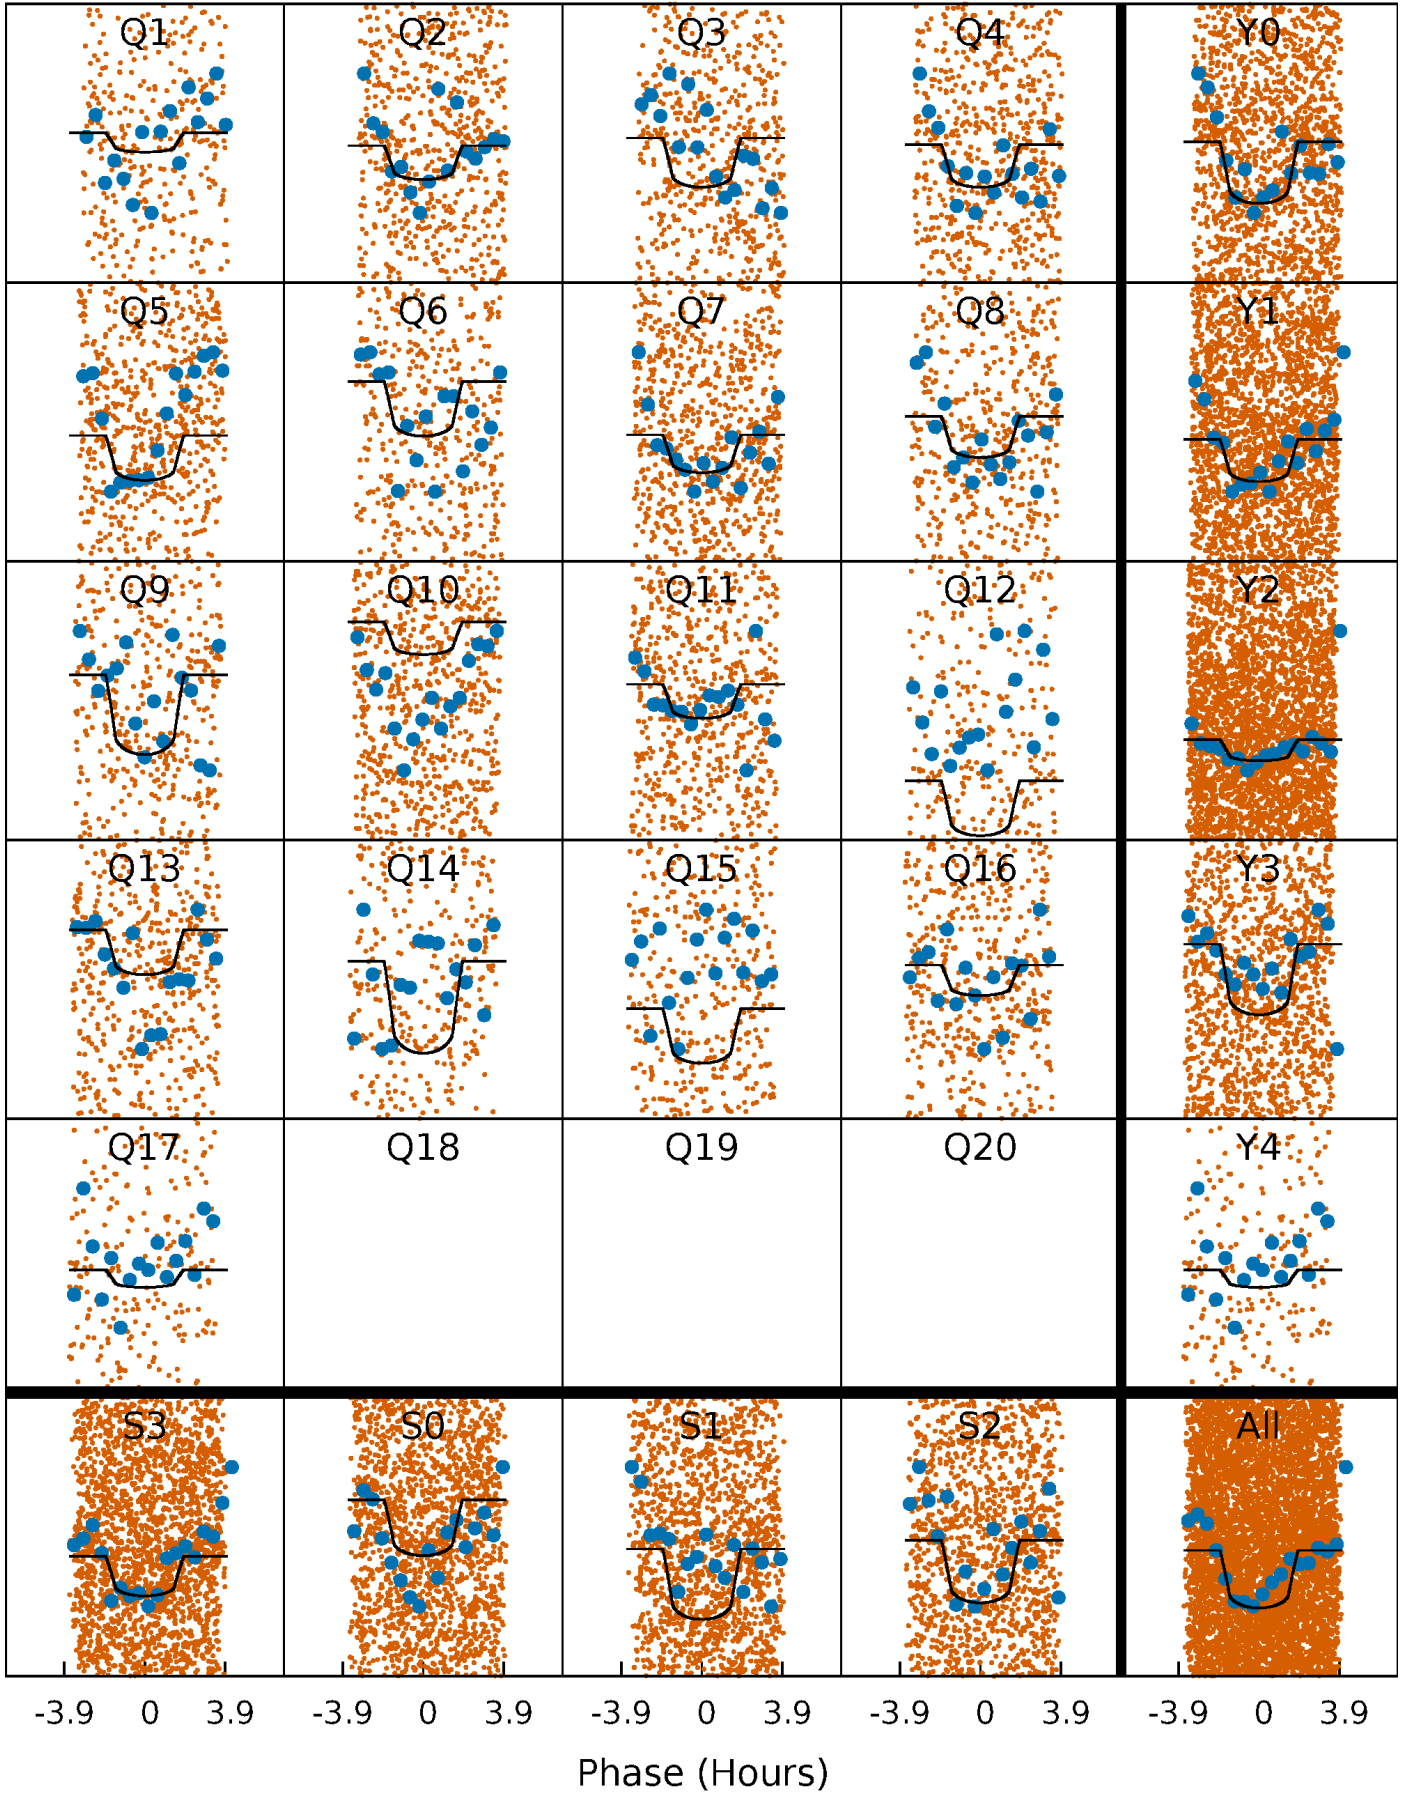 Q1 Q2 Q3 Q4 Y0
Q5 Q6 Q7 Q8 Y1
Q9 Q10 Q11 Q12 Y2
Q13 Q14 Q15 Q16 Y3
Q17 Q18 Q19 Q20 Y4
S3 S0 S1 S2 All
-3.9 0 3.9 -3.9 0 3.9 -3.9 0 3.9 -3.9 0 3.9 -3.9 0 3.9
Phase (Hours)